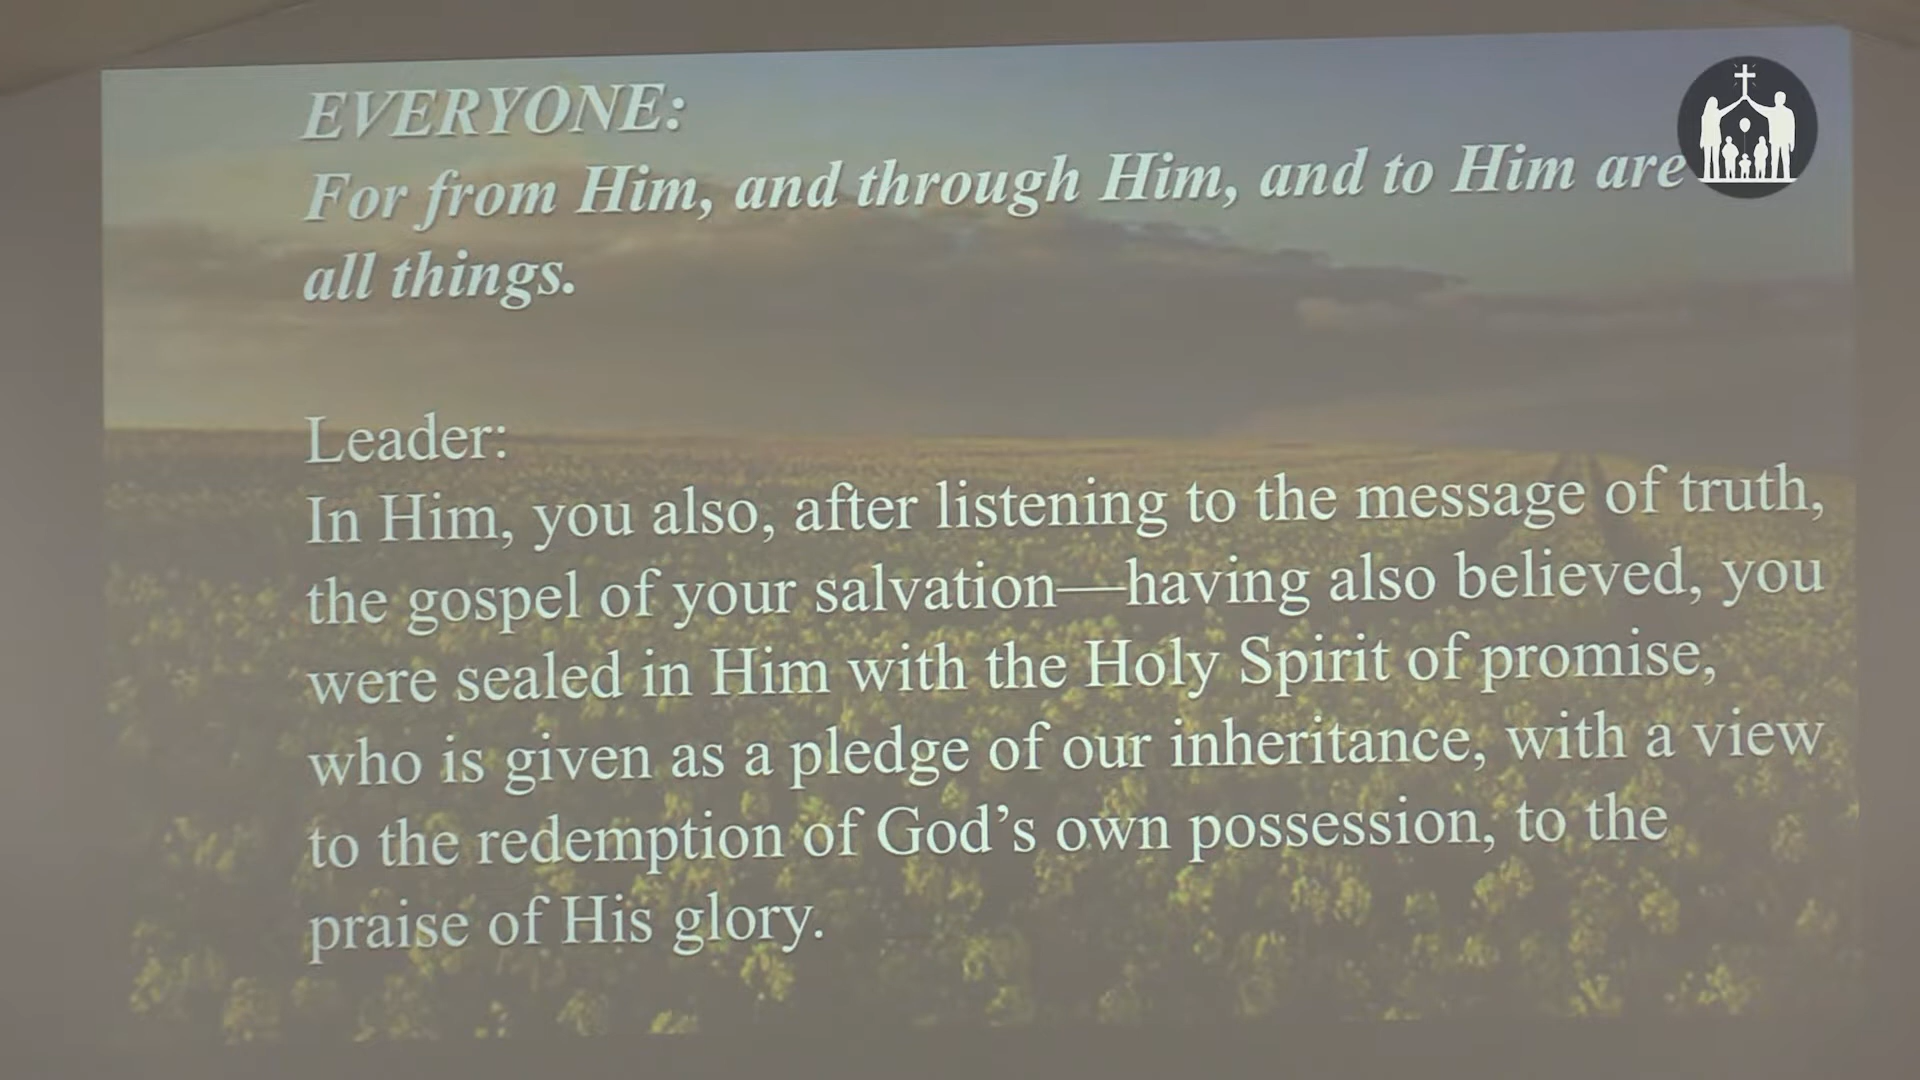 EVERYONE:
For from Him, and through Him, and to Him are
all things.
Leader:
In Him, you also, after listening to the message of truth,
the gospel of your salvation—having also believed, you
were sealed in Him with the Holy Spirit of promise,
who is given as a pledge of our inheritance, with a view
to the redemption of God’s own possession, to the
praise of His glory.